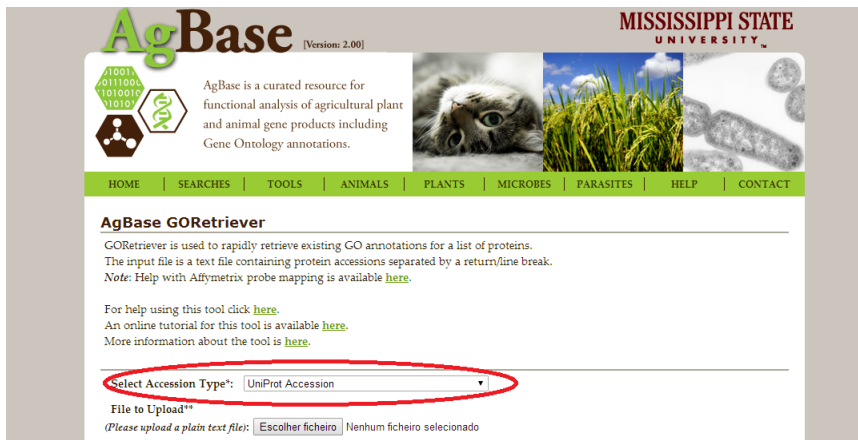 AgBase [Version: 2.00]
MISSISSIPPI STATE
UNIVERSITY™
AgBase is a curated resource for
functional analysis of agricultural plant
and animal gene products including
Gene Ontology annotations.
HOME | SEARCHES | TOOLS | ANIMALS | PLANTS | MICROBES | PARASITES | HELP | CONTACT
AgBase GORetriever
GORetriever is used to rapidly retrieve existing GO annotations for a list of proteins.
The input file is a text file containing protein accessions separated by a return/line break.
Note: Help with Affymetrix probe mapping is available here.
For help using this tool click here.
An online tutorial for this tool is available here.
More information about the tool is here.
Select Accession Type*: UniProt Accession
File to Upload**
(Please upload a plain text file): Escolher ficheiro Nenhum ficheiro selecionado